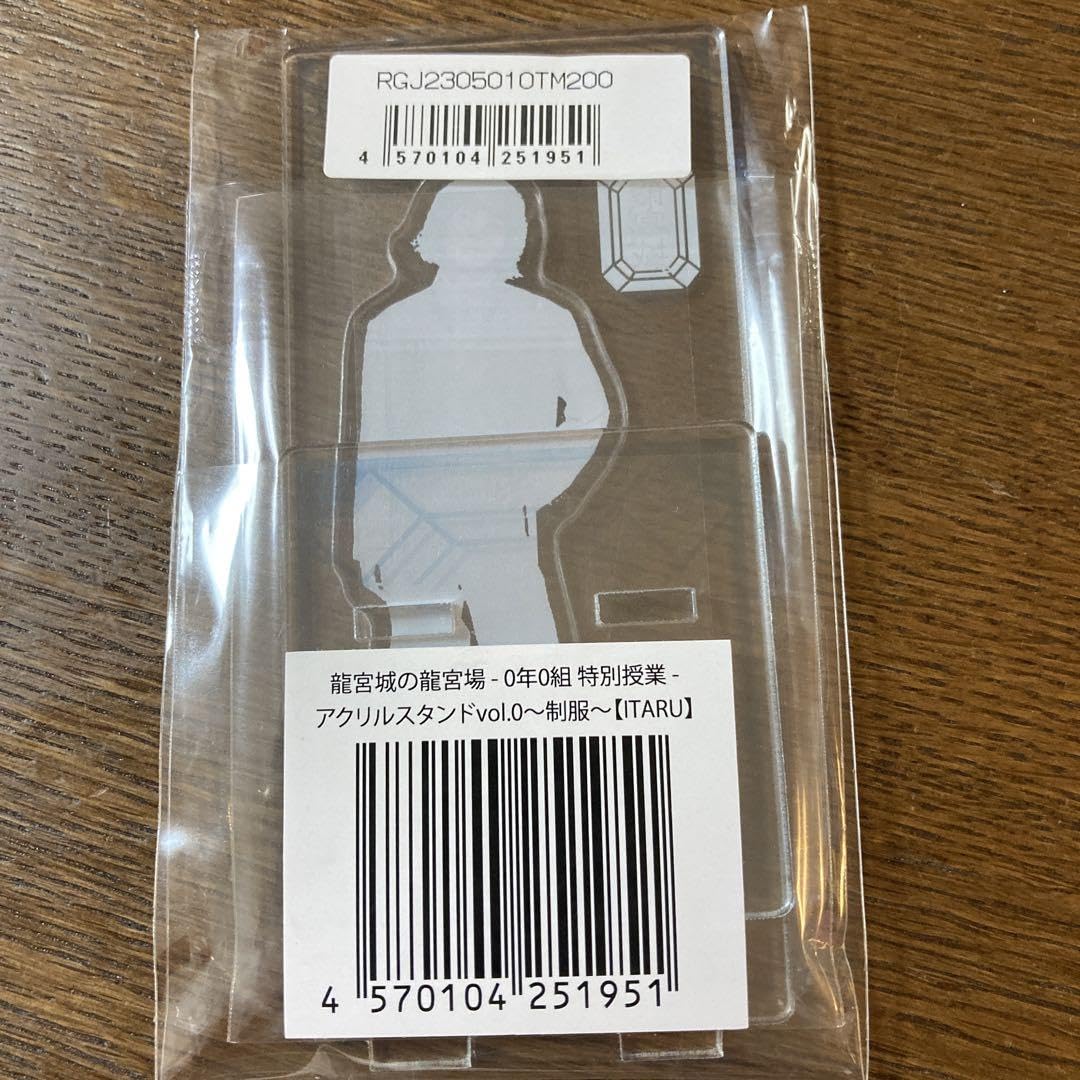 RGJ2305010TM200
4 570104 251951
龍宮城の龍宮場 - 0年0組 特別授業 -
アクリルスタンドvol.0～制服～【ITARU】
4 570104 251951